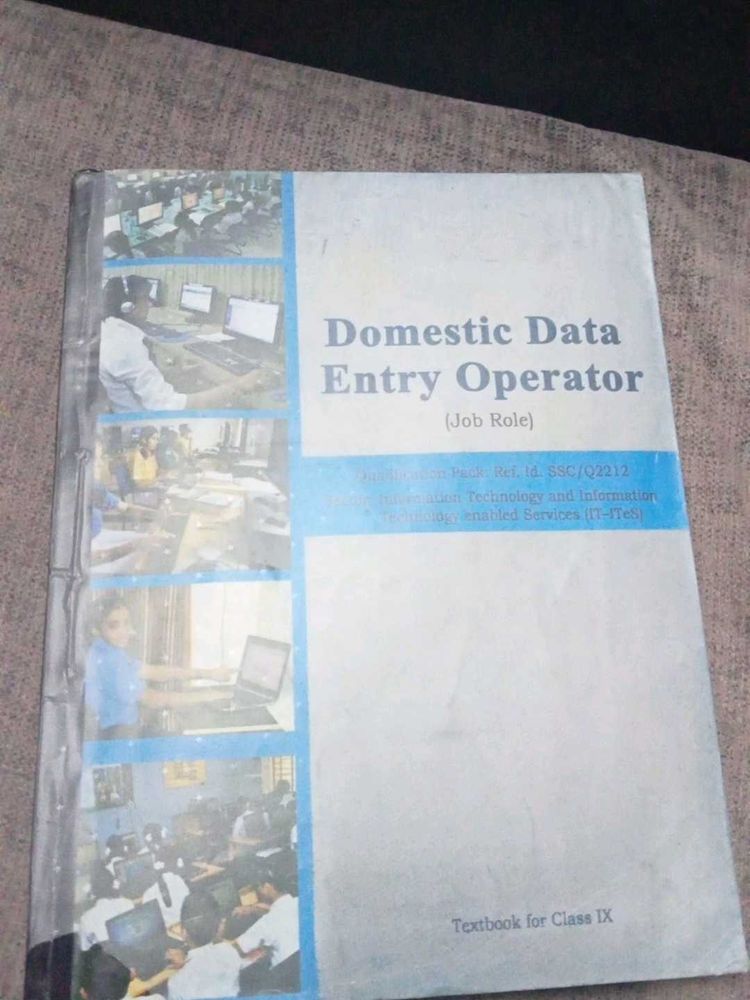 Domestic Data
Entry Operator
(Job Role)
Qualification Pack: Ref. Id. SSC/Q2212
Sector: Information Technology and Information
Technology enabled Services (IT-ITeS)
Textbook for Class IX